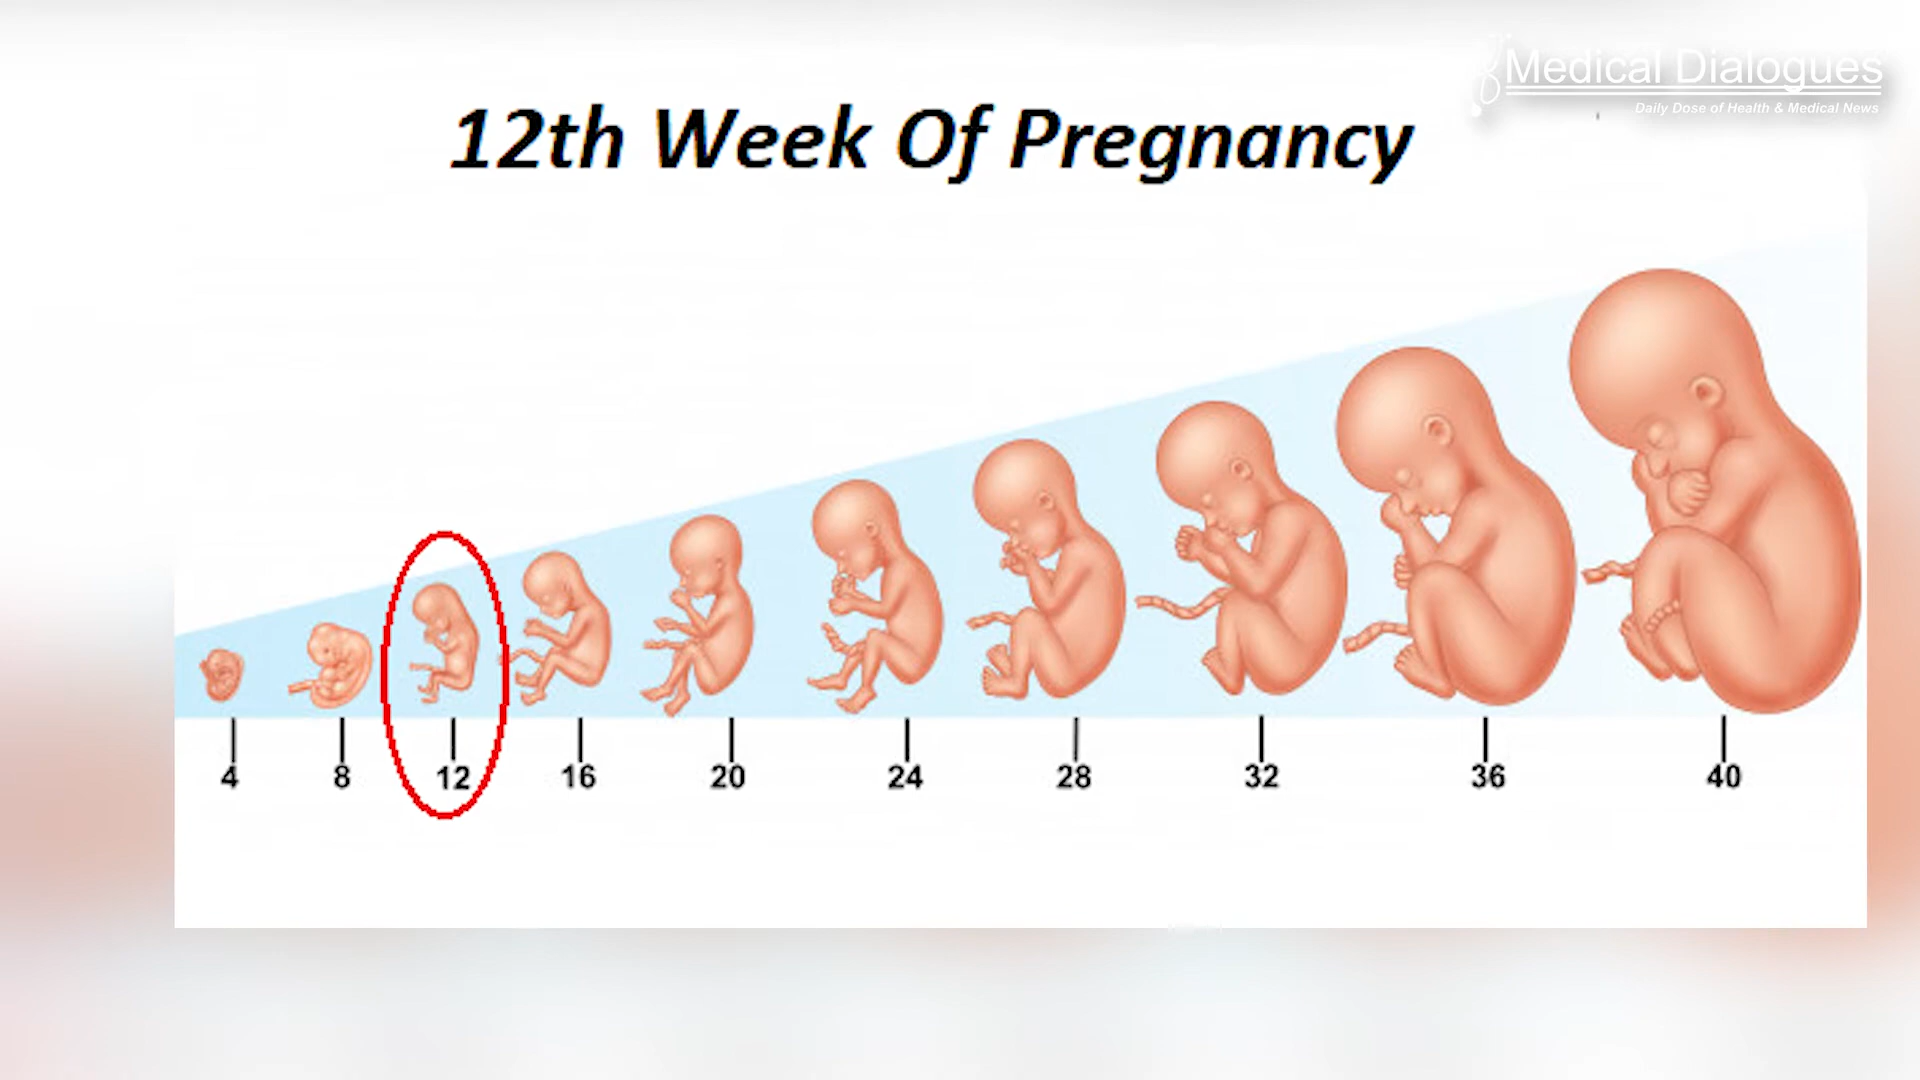 Medical Dialogues
Daily Dose of Health & Medical News
12th Week Of Pregnancy
4 8 12 16 20 24 28 32 36 40